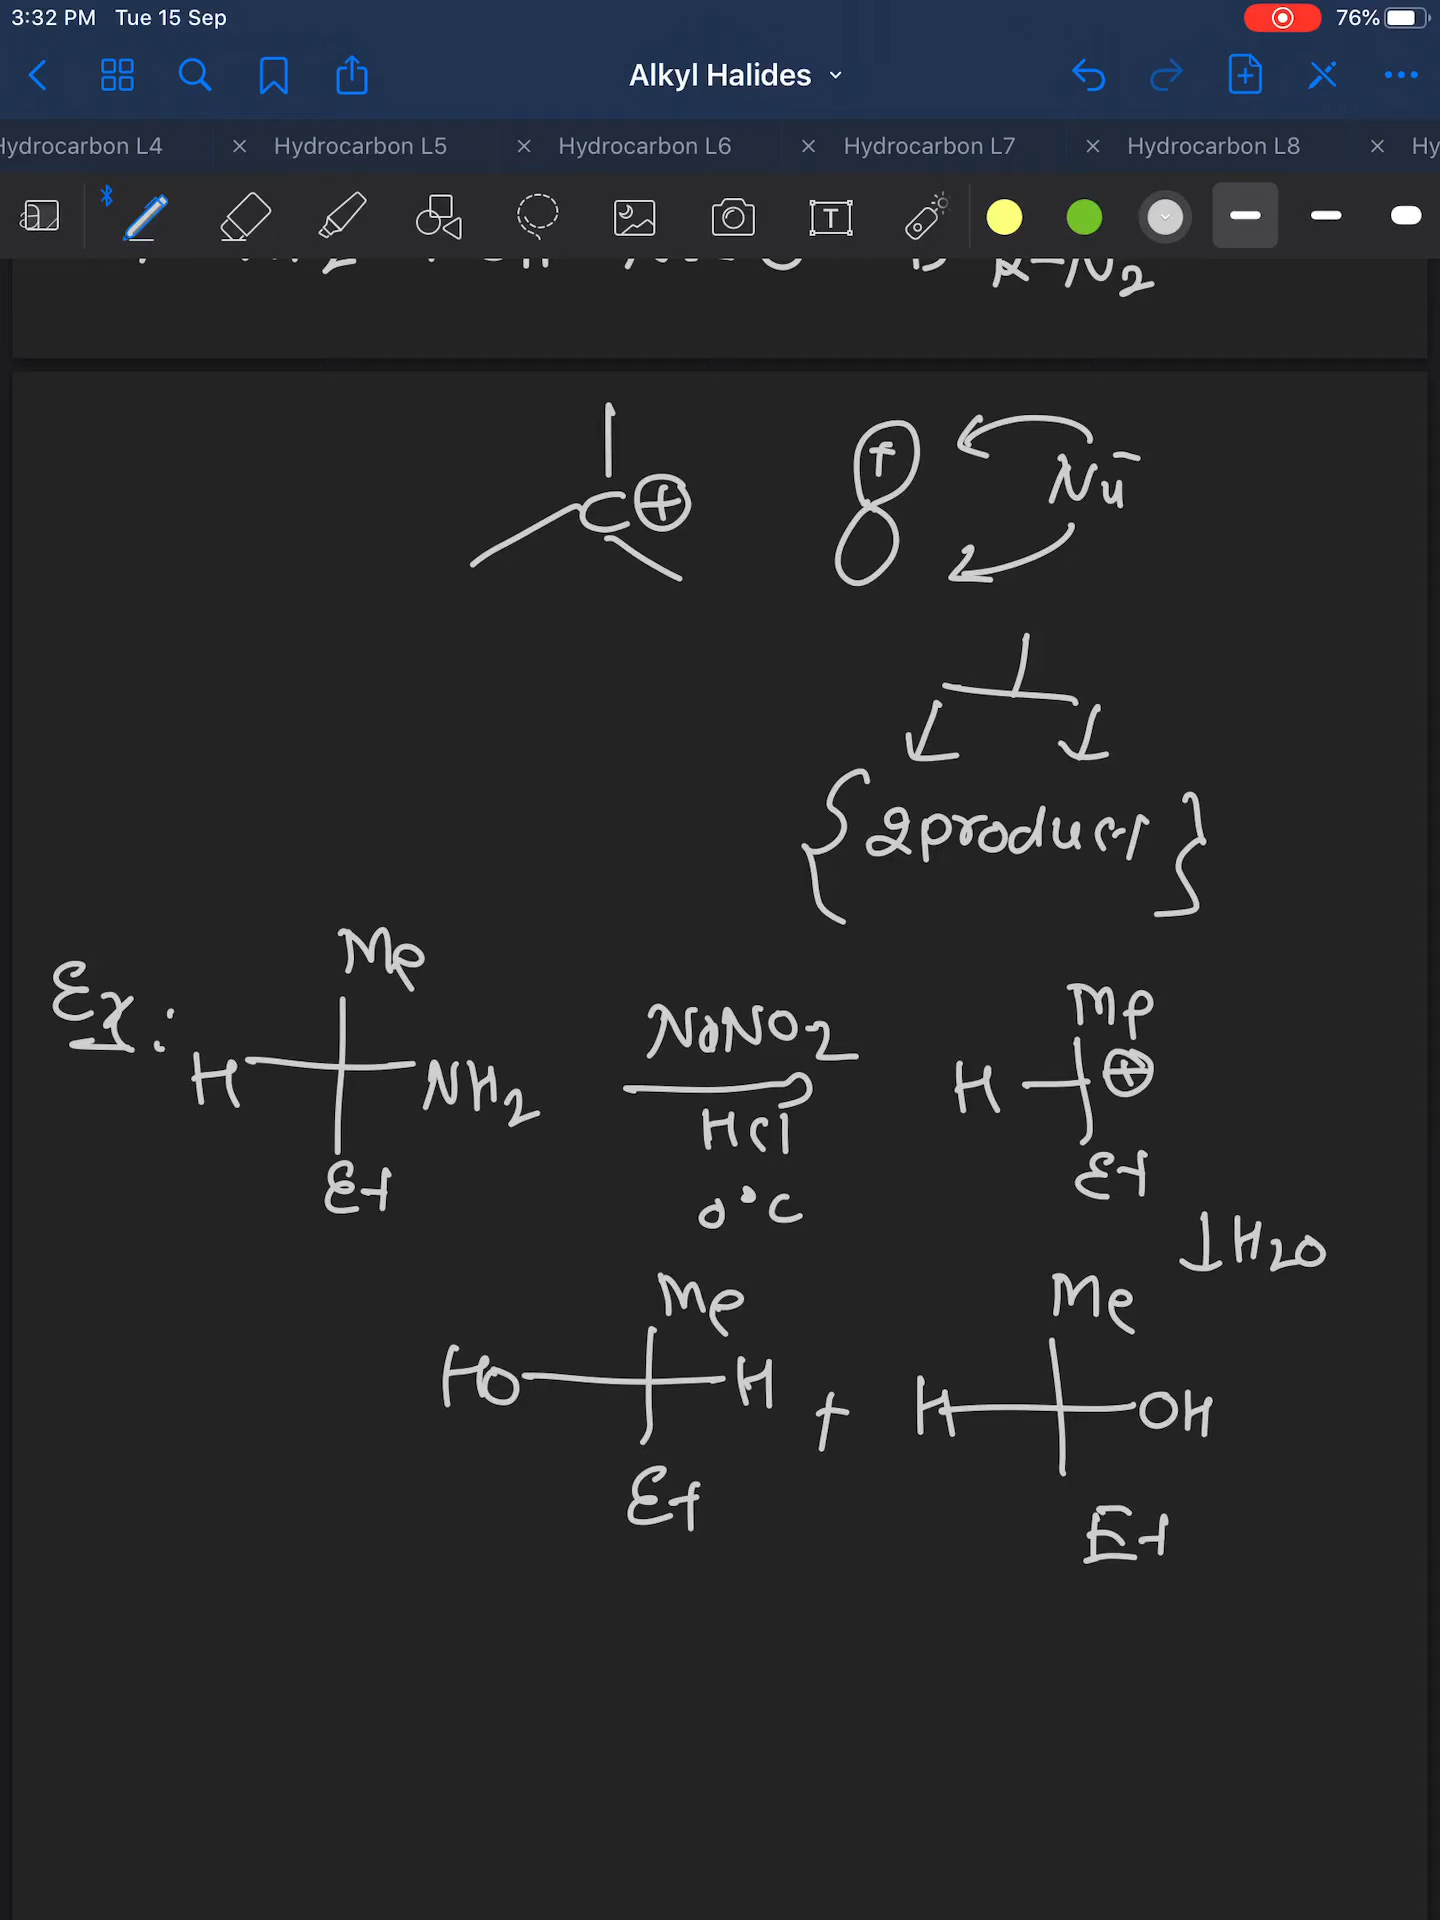 3:32 PM Tue 15 Sep 76%
Alkyl Halides
Hydrocarbon L4 Hydrocarbon L5 Hydrocarbon L6 Hydrocarbon L7 Hydrocarbon L8 Hy
R-N2
C⊕ + Nu⁻
{2 product}
Ex:
Me
H NH2
Et
NaNO2
HCl
0°C
Me
H ⊕
Et
↓H2O
Me
HO H
Et
+
Me
H OH
Et